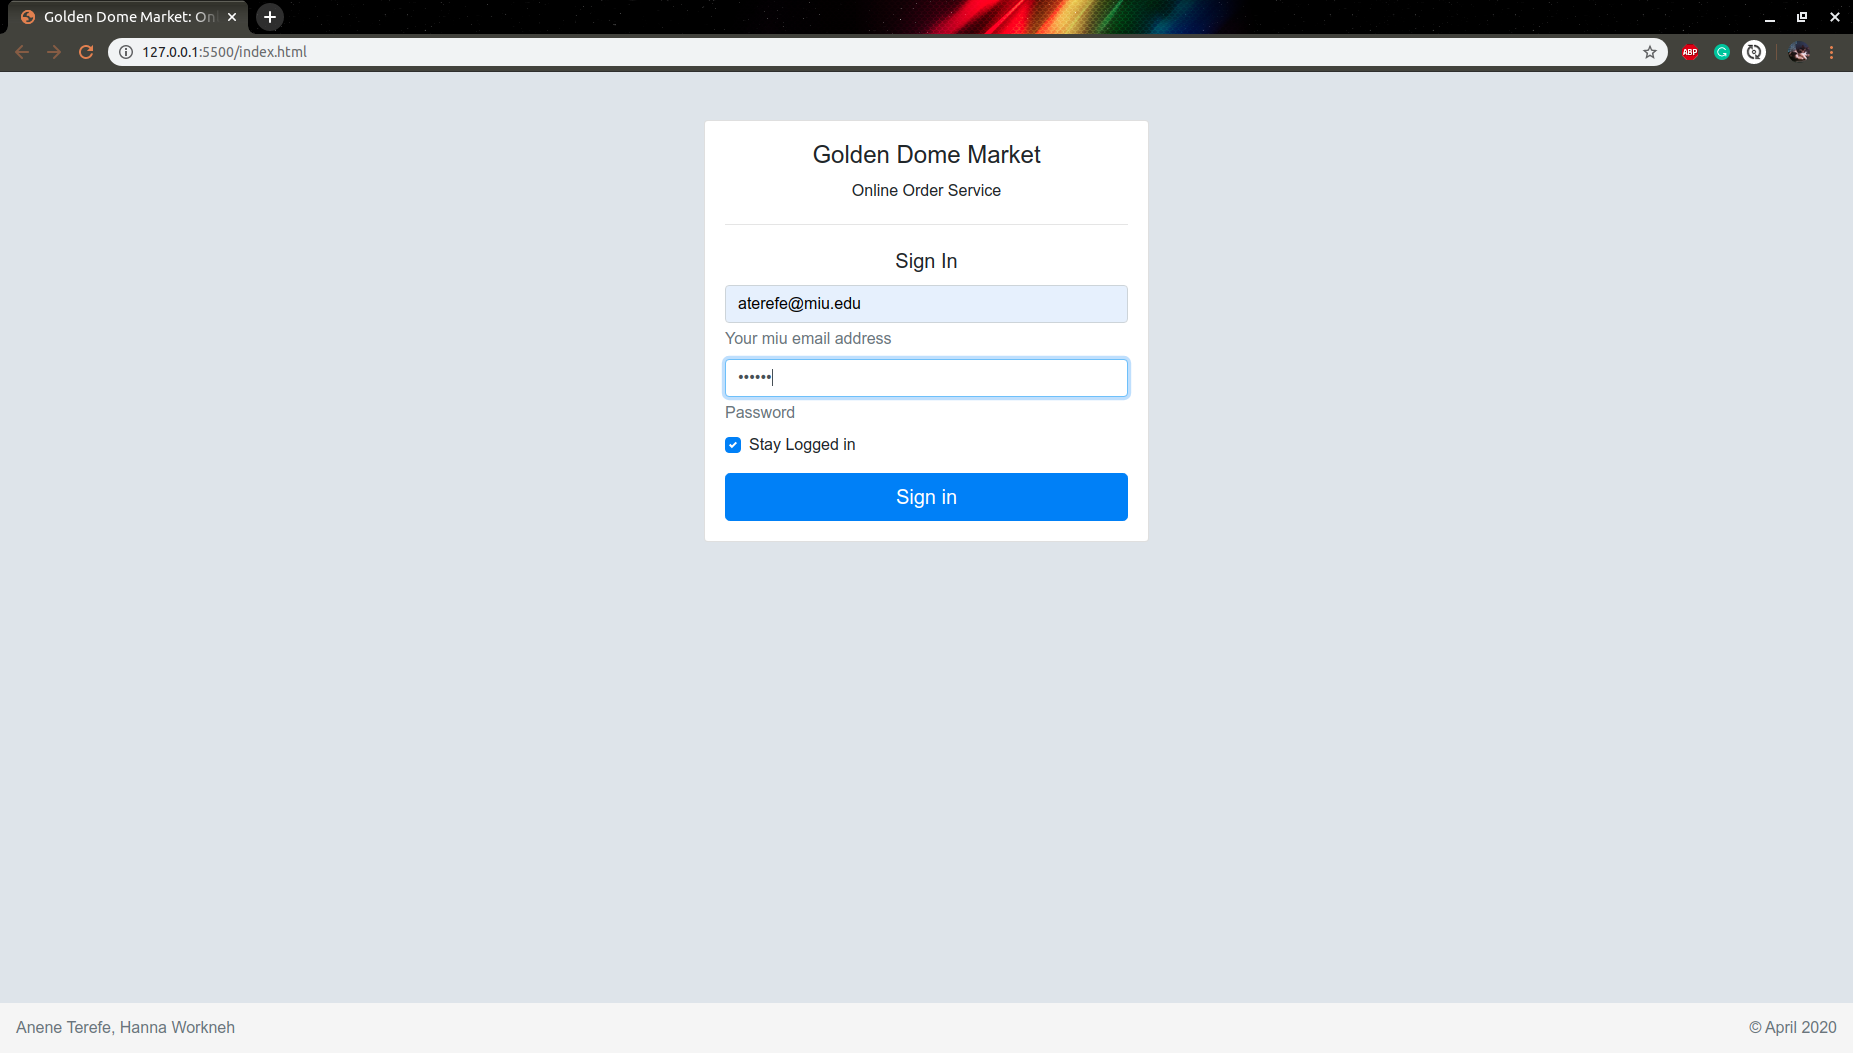 Golden Dome Market: Onl
127.0.0.1:5500/index.html
ABP
Golden Dome Market
Online Order Service
Sign In
aterefe@miu.edu
Your miu email address
••••••
Password
Stay Logged in
Sign in
Anene Terefe, Hanna Workneh
© April 2020